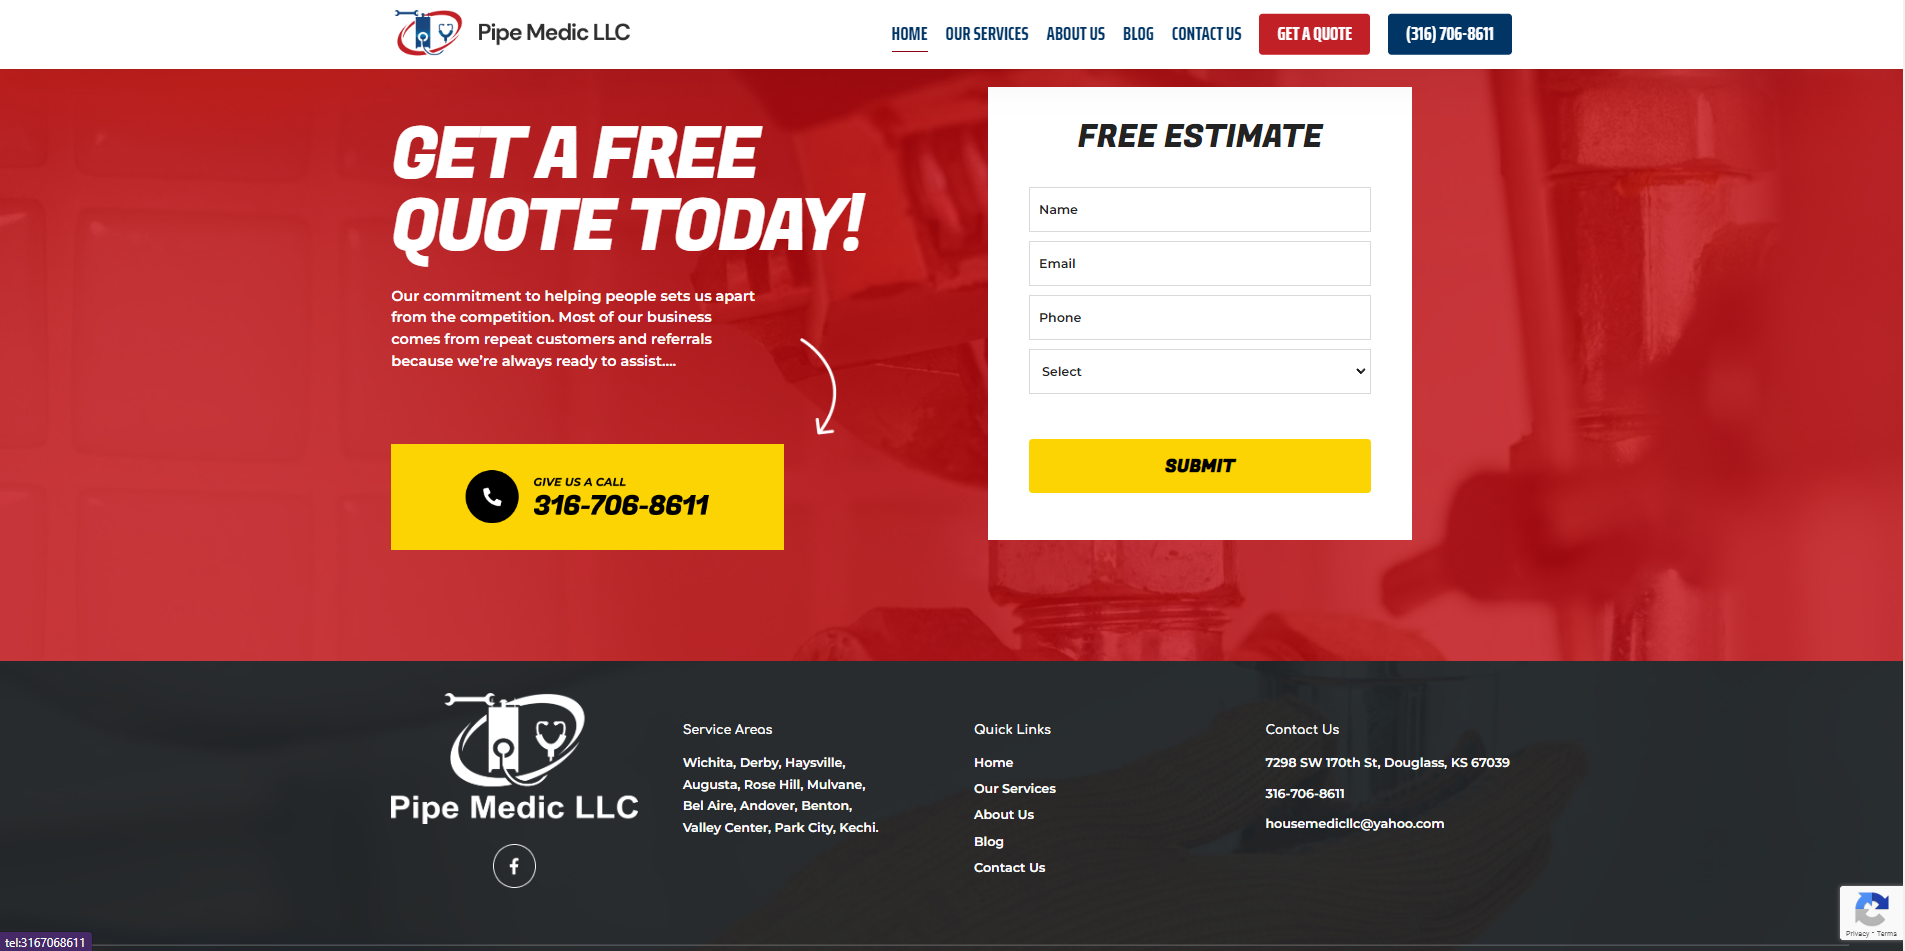 Pipe Medic LLC
HOME
OUR SERVICES
ABOUT US
BLOG
CONTACT US
GET A QUOTE
(316) 706-8611
GET A FREE
QUOTE TODAY!
Our commitment to helping people sets us apart
from the competition. Most of our business
comes from repeat customers and referrals
because we’re always ready to assist....
GIVE US A CALL
316-706-8611
FREE ESTIMATE
Name
Email
Phone
Select
SUBMIT
Pipe Medic LLC
Service Areas
Wichita, Derby, Haysville,
Augusta, Rose Hill, Mulvane,
Bel Aire, Andover, Benton,
Valley Center, Park City, Kechi.
Quick Links
Home
Our Services
About Us
Blog
Contact Us
Contact Us
7298 SW 170th St, Douglass, KS 67039
316-706-8611
housemedicllc@yahoo.com
Privacy - Terms
tel:3167068611